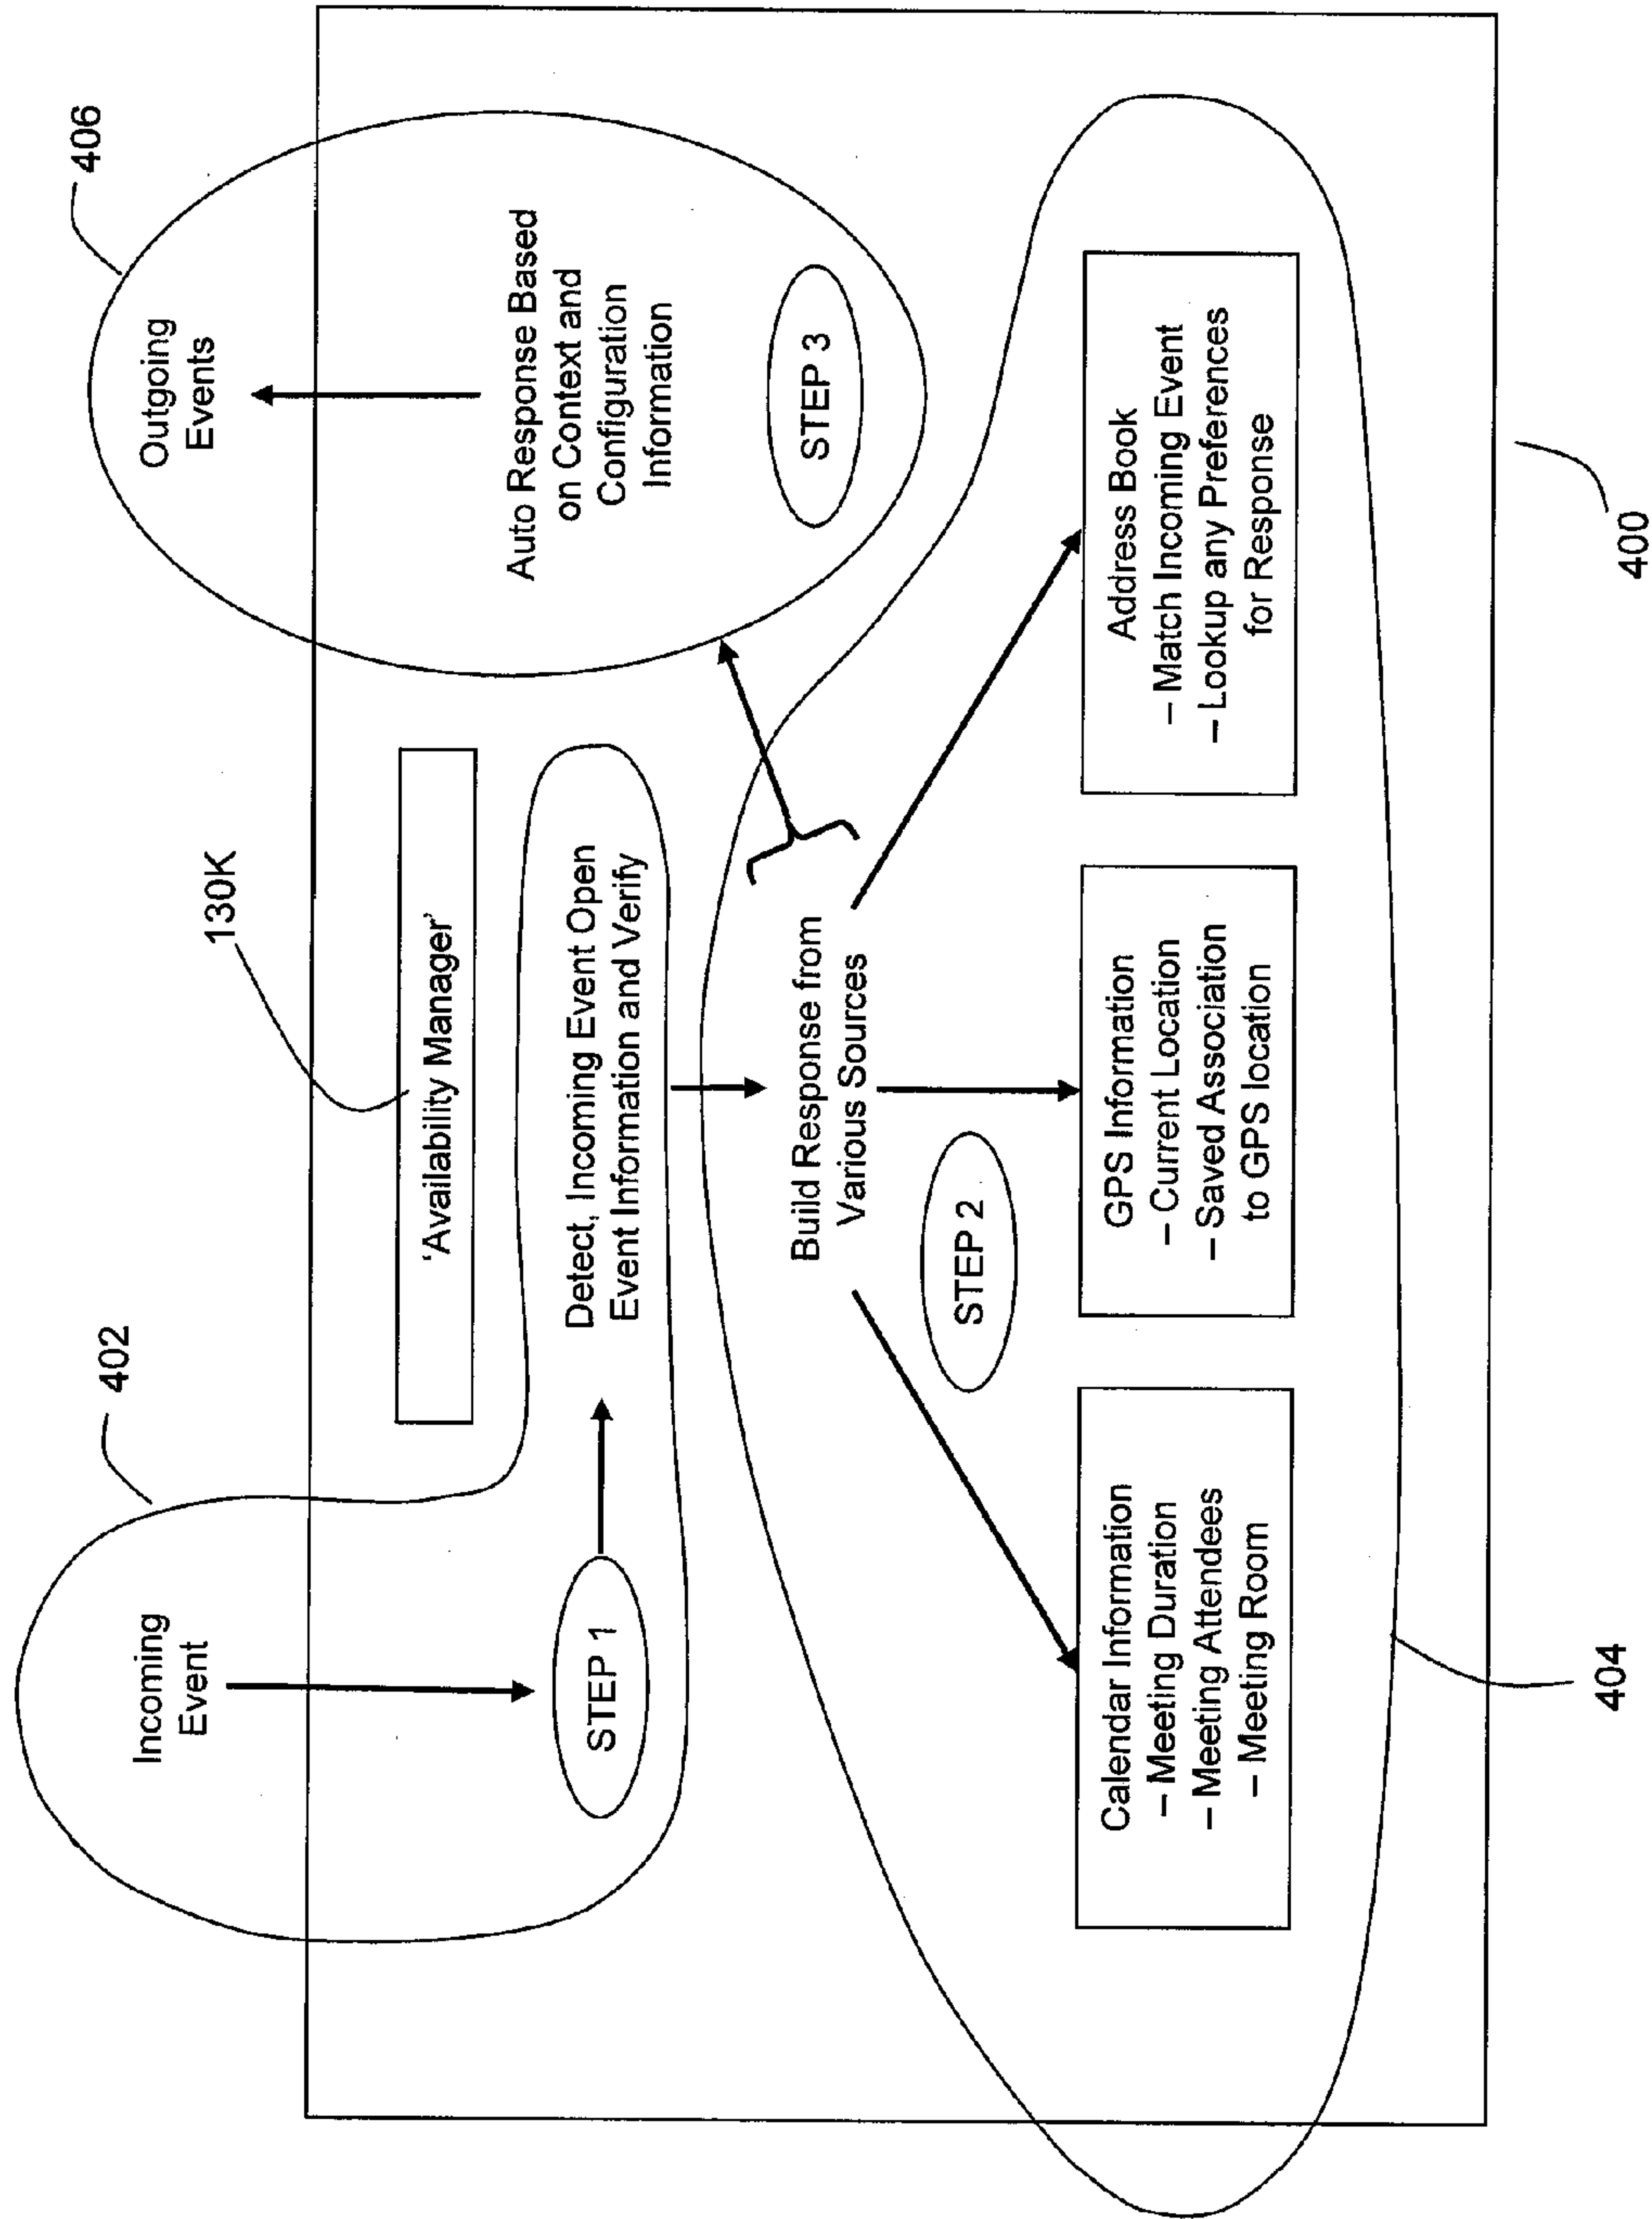 402
Incoming
Event
STEP 1
130K
'Availability Manager'
Detect, Incoming Event Open
Event Information and Verify
406
Outgoing
Events
Auto Response Based
on Context and
Configuration
Information
STEP 3
Build Response from
Various Sources
STEP 2
Calendar Information
– Meeting Duration
– Meeting Attendees
– Meeting Room
GPS Information
– Current Location
– Saved Association
to GPS location
Address Book
– Match Incoming Event
– Lookup any Preferences
for Response
404
400